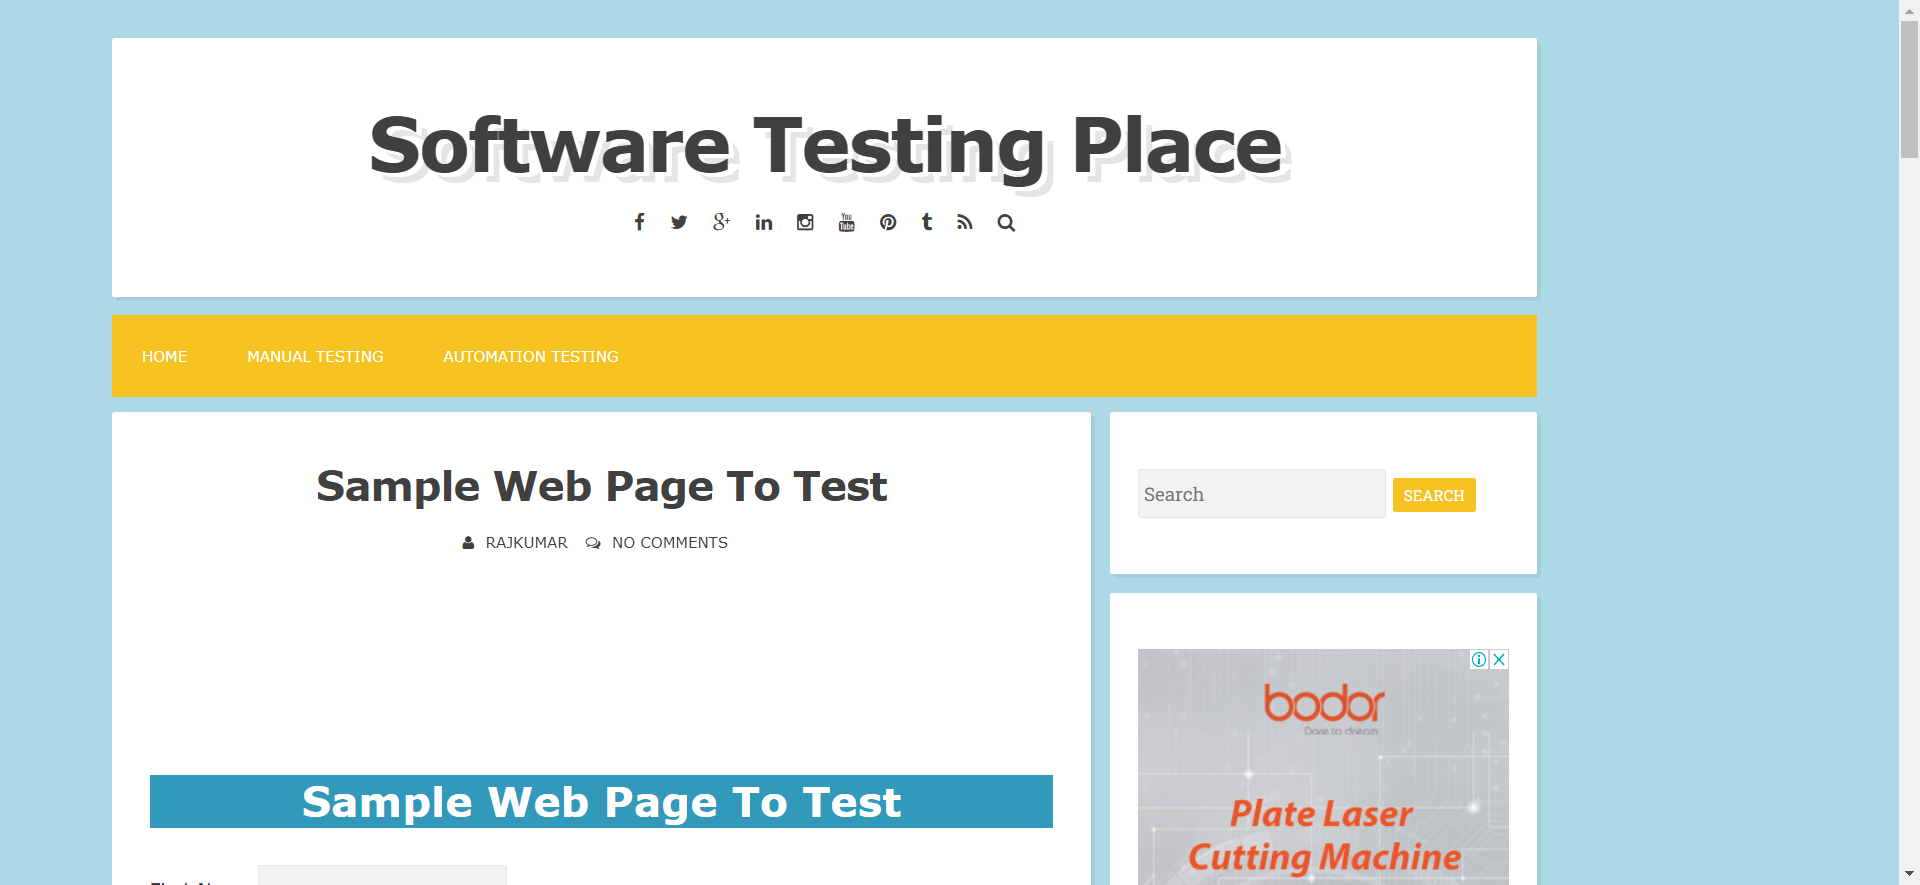 Software Testing Place
HOME
MANUAL TESTING
AUTOMATION TESTING
Sample Web Page To Test
RAJKUMAR NO COMMENTS
Sample Web Page To Test
Search
SEARCH
bodor
Dare to dream
Plate Laser
Cutting Machine